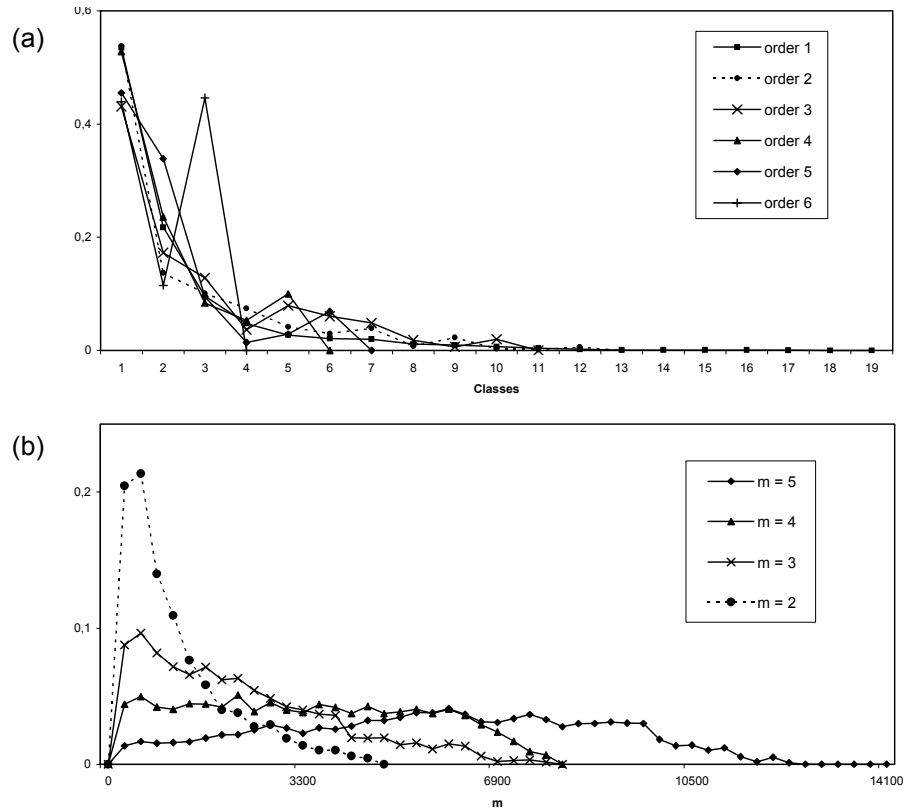 (a)
0,6
0,4
0,2
0
1 2 3 4 5 6 7 8 9 10 11 12 13 14 15 16 17 18 19
Classes
order 1
order 2
order 3
order 4
order 5
order 6
(b)
0,2
0,1
0
0 3300 6900 10500 14100
m
m = 5
m = 4
m = 3
m = 2